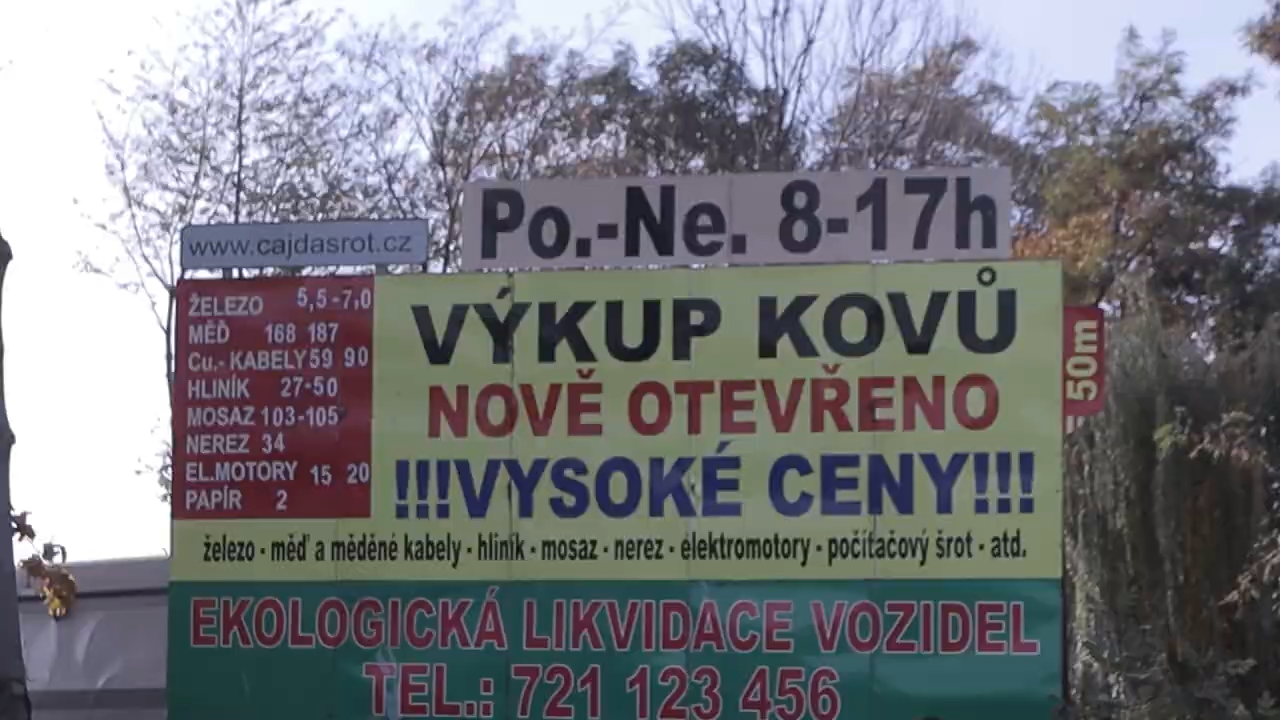 Po.-Ne. 8-17h
www.cajdasrot.cz
ŽELEZO 5,5-7,0
MĚĎ 168 187
Cu.- KABELY 59 90
HLINÍK 27-50
MOSAZ 103-105
NEREZ 34
EL.MOTORY 15 20
PAPÍR 2
VÝKUP KOVŮ
NOVĚ OTEVŘENO
!!!VYSOKÉ CENY!!!
50m
železo - měď a měděné kabely - hliník - mosaz - nerez - elektromotory - počítačový šrot - atd.
EKOLOGICKÁ LIKVIDACE VOZIDEL
TEL.: 721 123 456